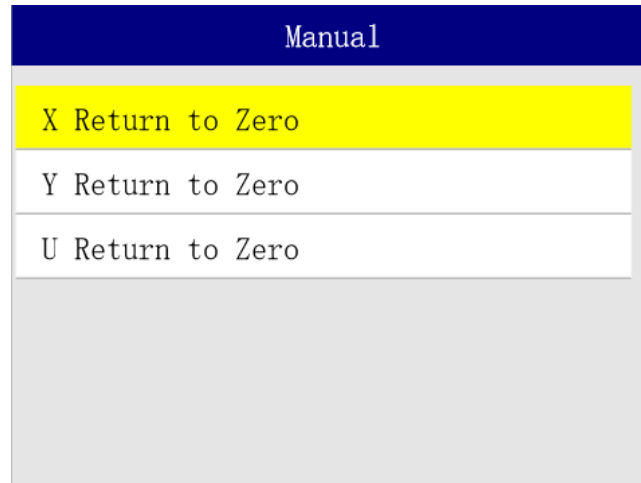 Manual
X Return to Zero
Y Return to Zero
U Return to Zero